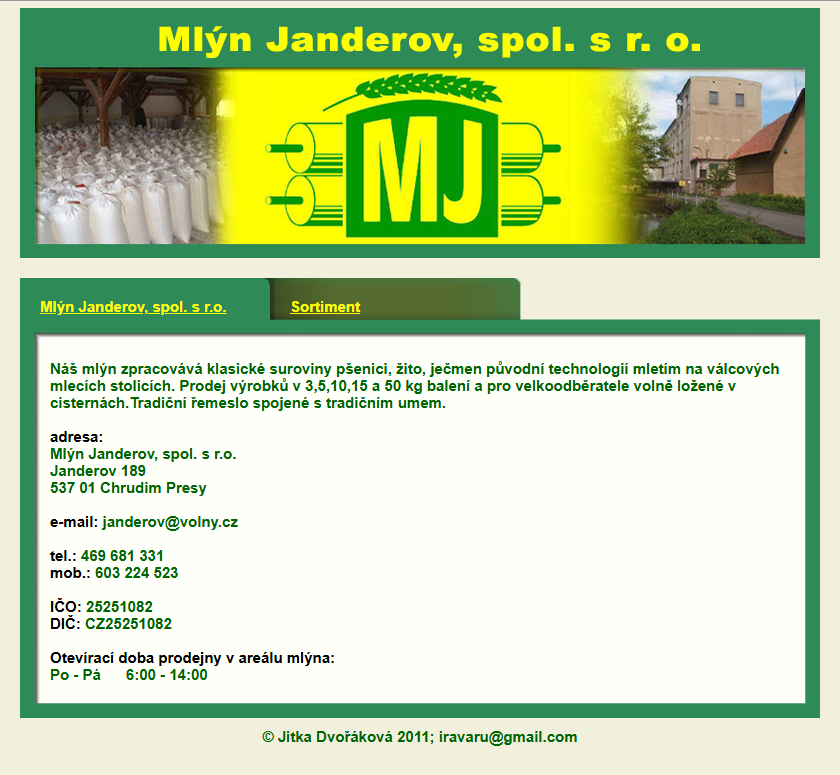 Mlýn Janderov, spol. s r. o.
MJ
Mlýn Janderov, spol. s r.o.
Sortiment
Náš mlýn zpracovává klasické suroviny pšenici, žito, ječmen původní technologií mletím na válcových
mlecích stolicích. Prodej výrobků v 3,5,10,15 a 50 kg balení a pro velkoodběratele volně ložené v
cisternách.Tradiční řemeslo spojené s tradičním umem.
adresa:
Mlýn Janderov, spol. s r.o.
Janderov 189
537 01 Chrudim Presy
e-mail: janderov@volny.cz
tel.: 469 681 331
mob.: 603 224 523
IČO: 25251082
DIČ: CZ25251082
Otevírací doba prodejny v areálu mlýna:
Po - Pá 6:00 - 14:00
© Jitka Dvořáková 2011; iravaru@gmail.com